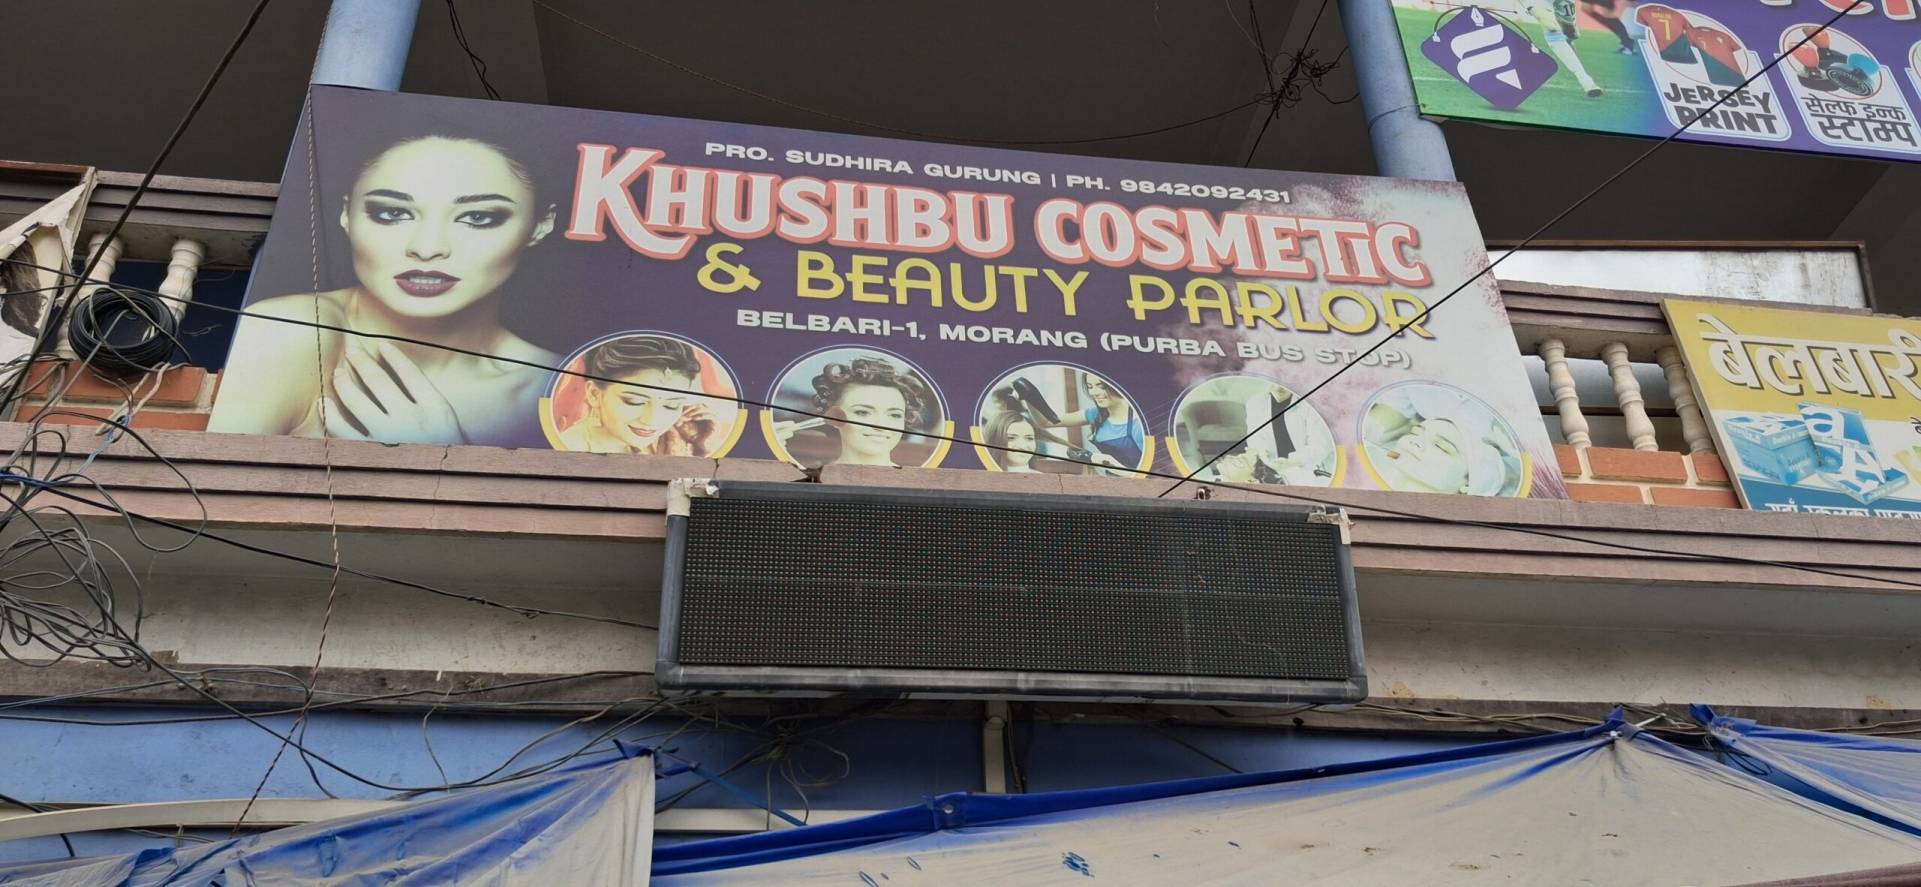 PRO. SUDHIRA GURUNG | PH. 9842092431
KHUSHBU COSMETIC
& BEAUTY PARLOR
BELBARI-1, MORANG (PURBA BUS STOP)
JERSEY
PRINT
सेल्फ इन्क
स्टाम्प
बेलबारी